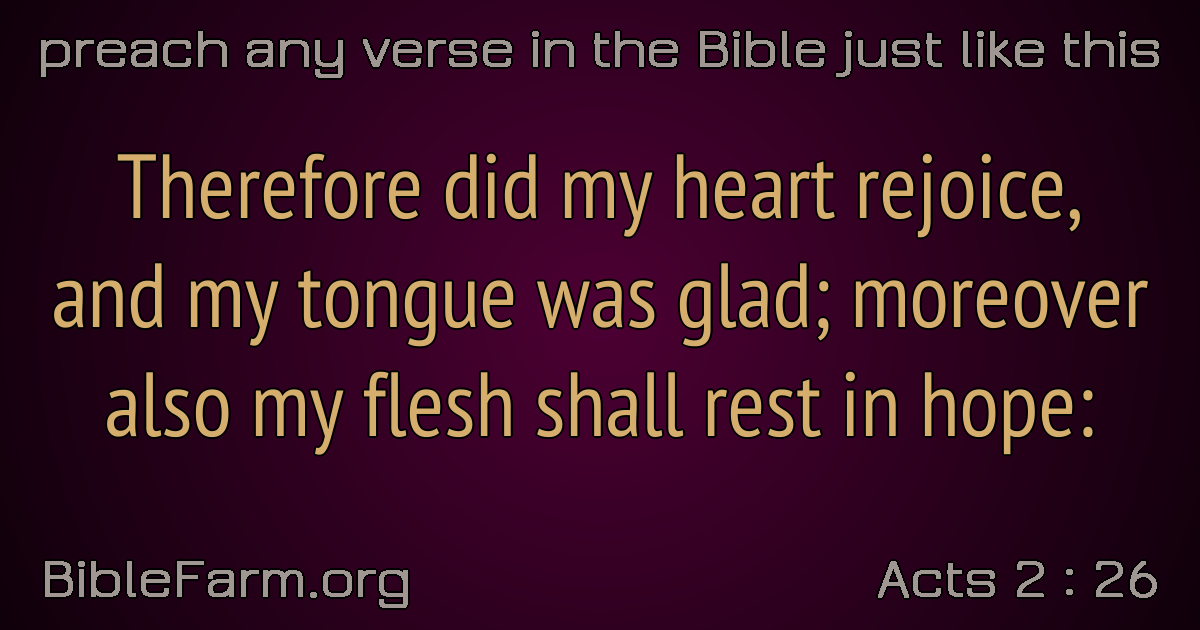 preach any verse in the Bible just like this
Therefore did my heart rejoice,
and my tongue was glad; moreover
also my flesh shall rest in hope:
BibleFarm.org
Acts 2 : 26